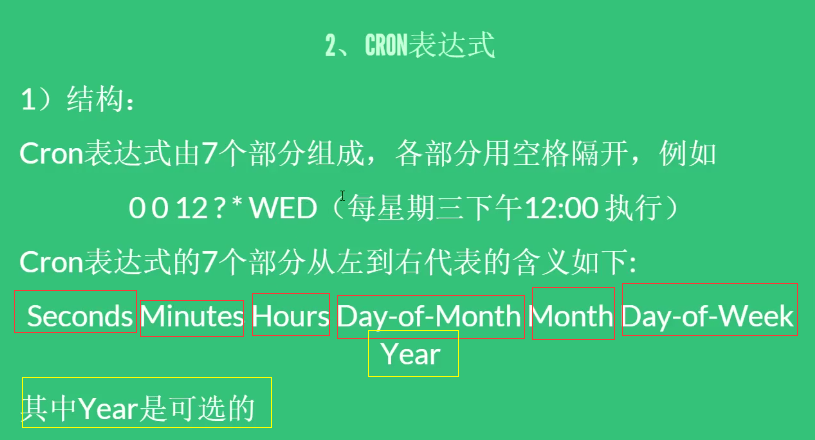 2、CRON表达式
1）结构：
Cron表达式由7个部分组成，各部分用空格隔开，例如
0 0 12 ? * WED（每星期三下午12:00 执行）
Cron表达式的7个部分从左到右代表的含义如下:
Seconds Minutes Hours Day-of-Month Month Day-of-Week
Year
其中Year是可选的